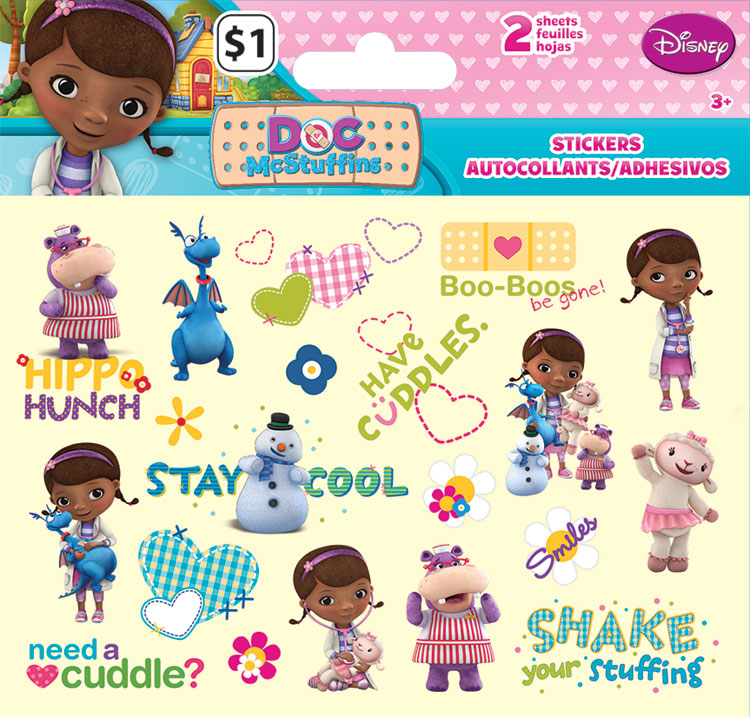 $1
2 sheets
feuilles
hojas
Disney
3+
DOC
McStuffins
STICKERS
AUTOCOLLANTS/ADHESIVOS
Boo-Boos
be gone!
HIPPO
HUNCH
HAVE
CUDDLES.
STAY COOL
Smiles
need a
cuddle?
SHAKE
your stuffing